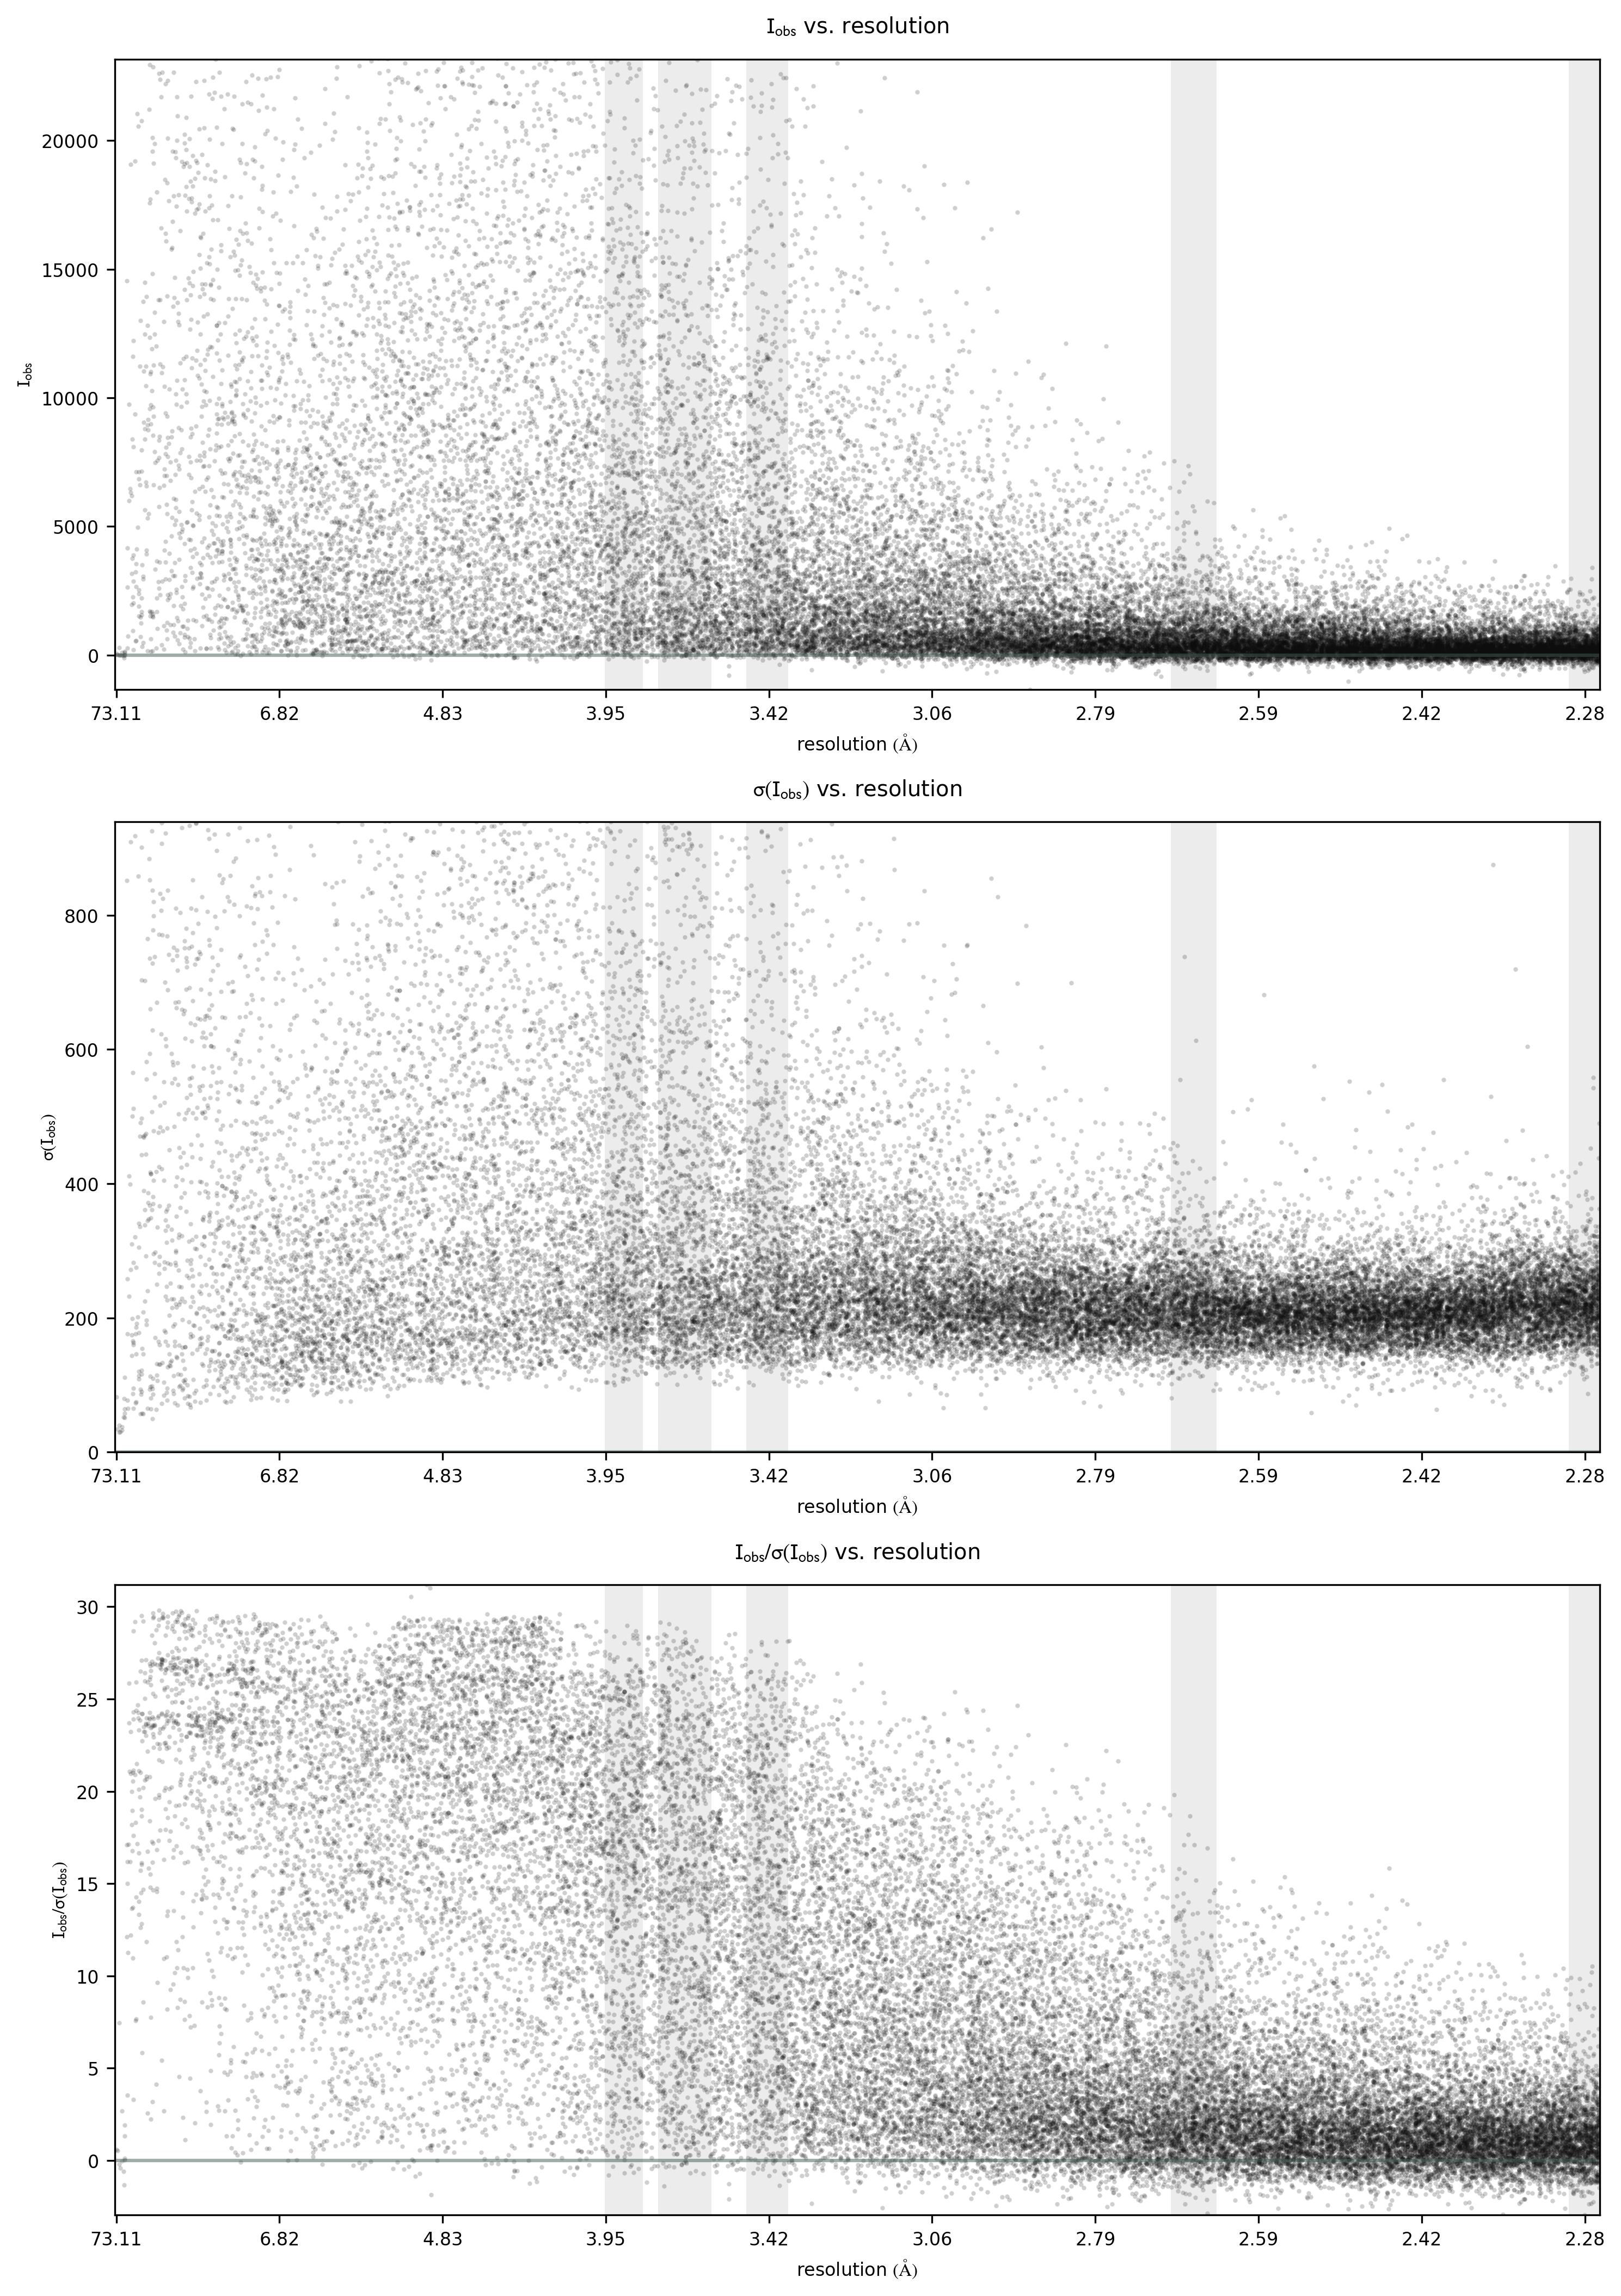 Iobs vs. resolution
20000
15000
10000
5000
0
Iobs
73.11 6.82 4.83 3.95 3.42 3.06 2.79 2.59 2.42 2.28
resolution (Å)
σ(Iobs) vs. resolution
800
600
400
200
0
σ(Iobs)
73.11 6.82 4.83 3.95 3.42 3.06 2.79 2.59 2.42 2.28
resolution (Å)
Iobs/σ(Iobs) vs. resolution
30
25
20
15
10
5
0
Iobs/σ(Iobs)
73.11 6.82 4.83 3.95 3.42 3.06 2.79 2.59 2.42 2.28
resolution (Å)